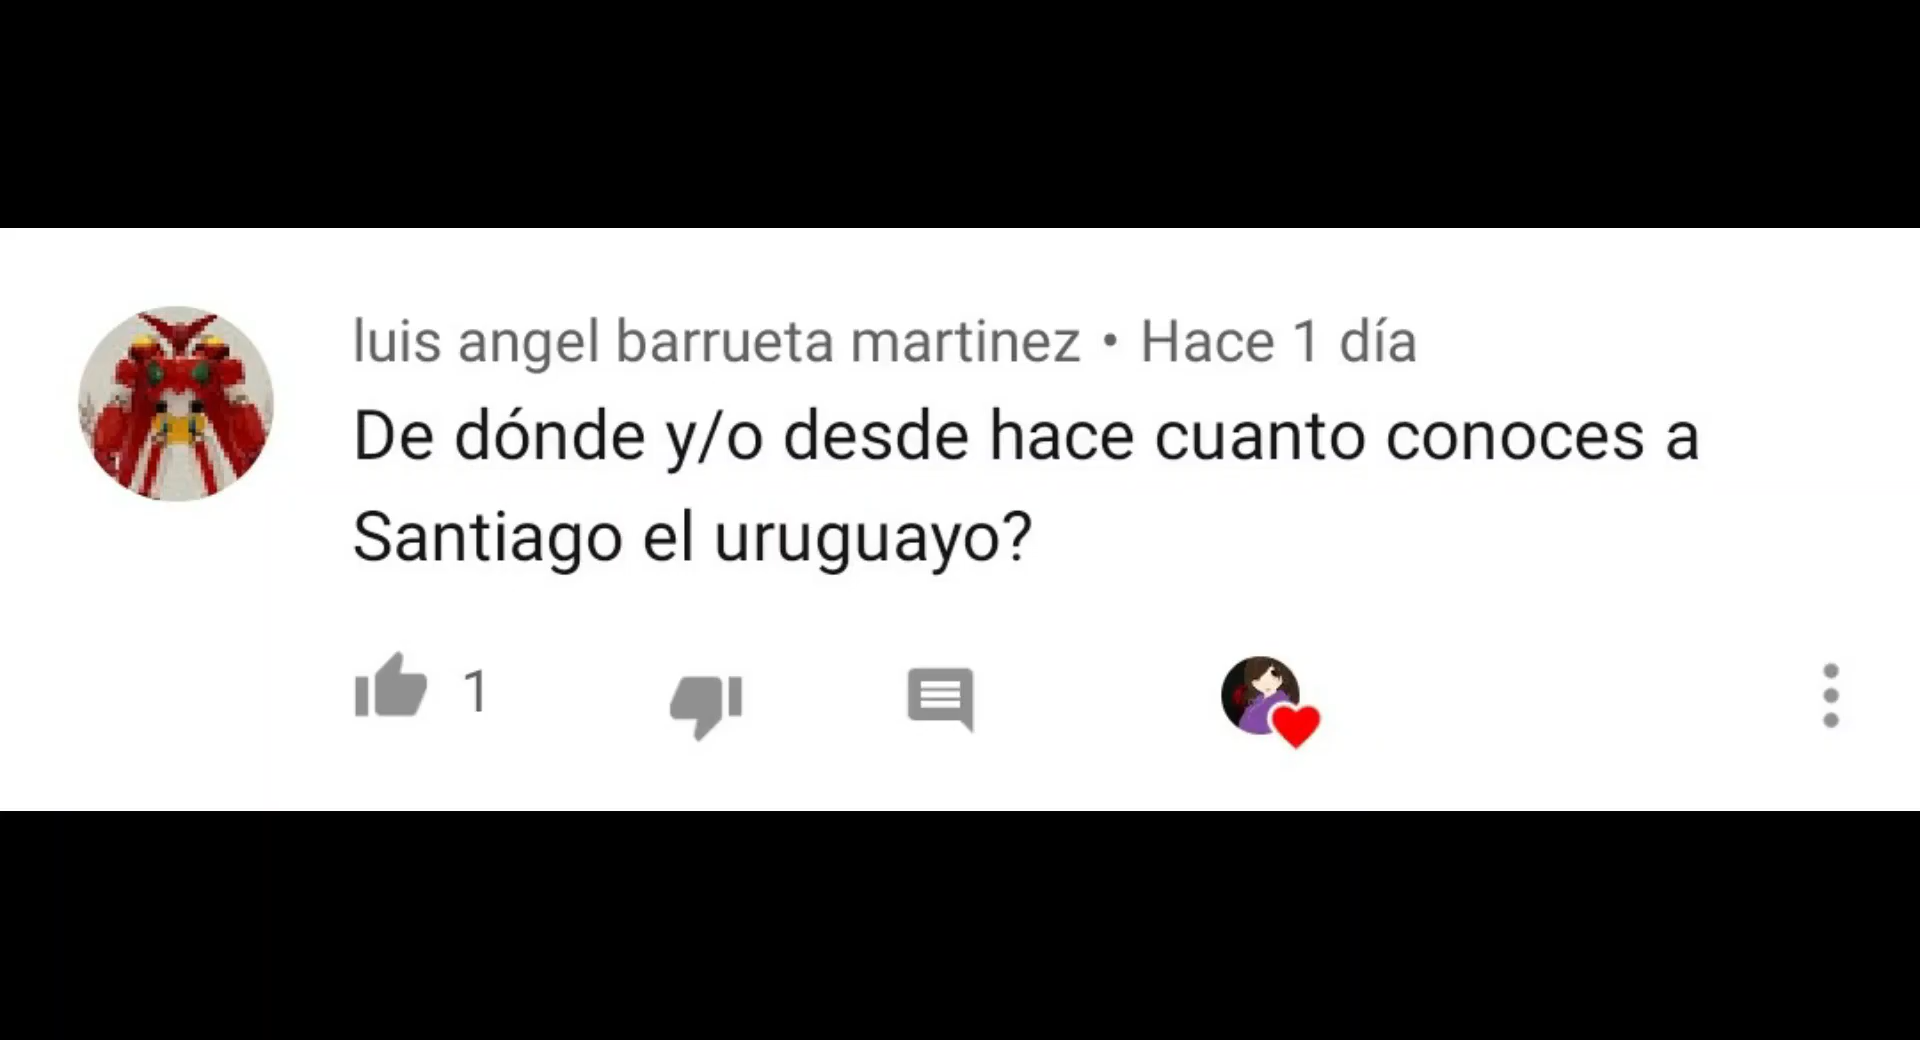 luis angel barrueta martinez • Hace 1 día
De dónde y/o desde hace cuanto conoces a
Santiago el uruguayo?
1